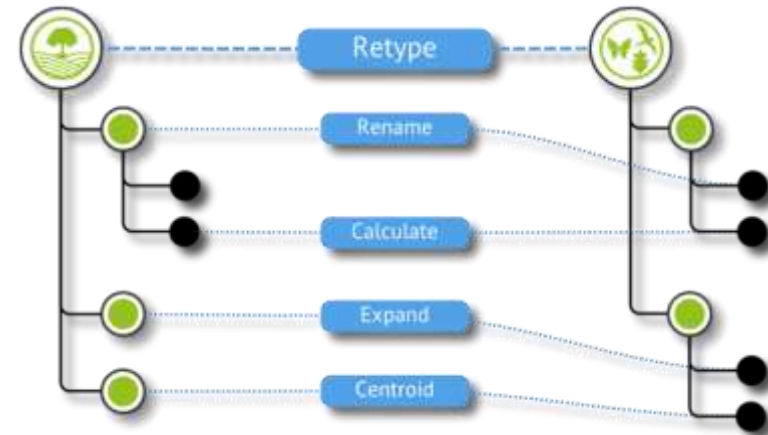 Retype
Rename
Calculate
Expand
Centroid